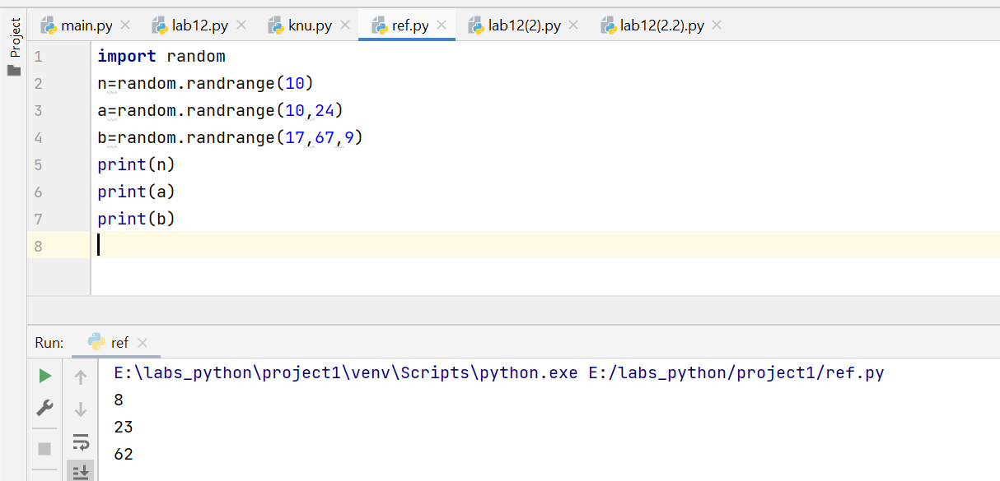 Project
main.py lab12.py knu.py ref.py lab12(2).py lab12(2.2).py
1 import random
2 n=random.randrange(10)
3 a=random.randrange(10,24)
4 b=random.randrange(17,67,9)
5 print(n)
6 print(a)
7 print(b)
8
Run: ref
E:\labs_python\project1\venv\Scripts\python.exe E:/labs_python/project1/ref.py
8
23
62